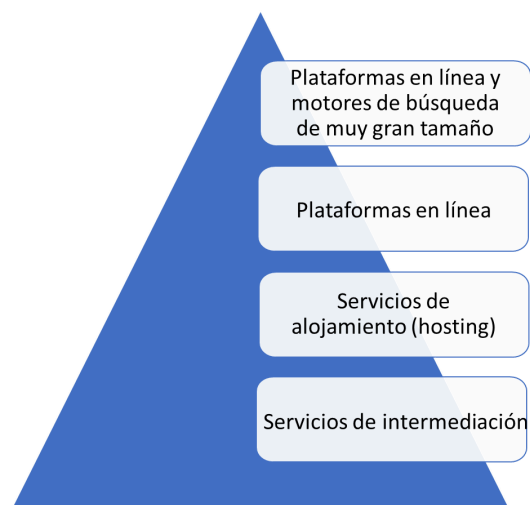 Plataformas en línea y
motores de búsqueda
de muy gran tamaño
Plataformas en línea
Servicios de
alojamiento (hosting)
Servicios de intermediación